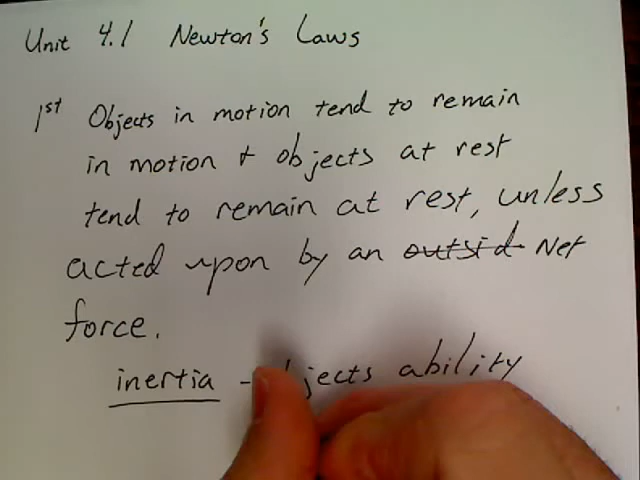 Unit 4.1 Newton's Laws
1st Objects in motion tend to remain
in motion + objects at rest
tend to remain at rest, unless
acted upon by an outsid Net
force.
inertia - objects ability